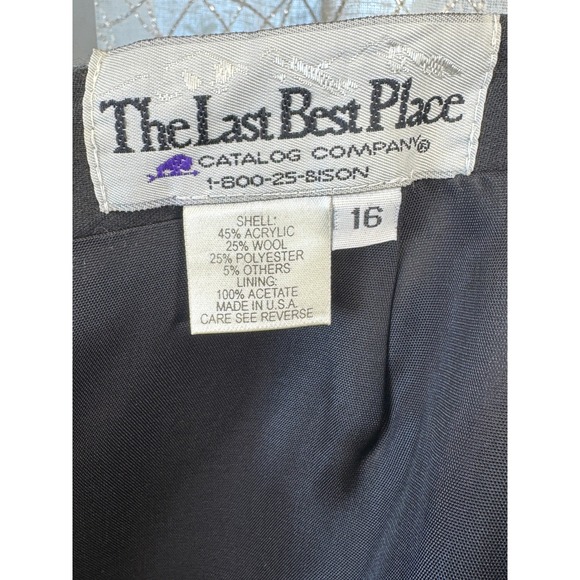 The Last Best Place
CATALOG COMPANY®
1-800-25-BISON
16
SHELL:
45% ACRYLIC
25% WOOL
25% POLYESTER
5% OTHERS
LINING:
100% ACETATE
MADE IN U.S.A.
CARE SEE REVERSE